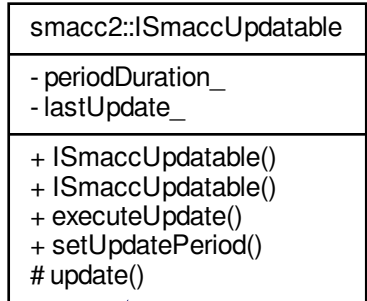 smacc2::ISmaccUpdatable
- periodDuration_
- lastUpdate_
+ ISmaccUpdatable()
+ ISmaccUpdatable()
+ executeUpdate()
+ setUpdatePeriod()
# update()